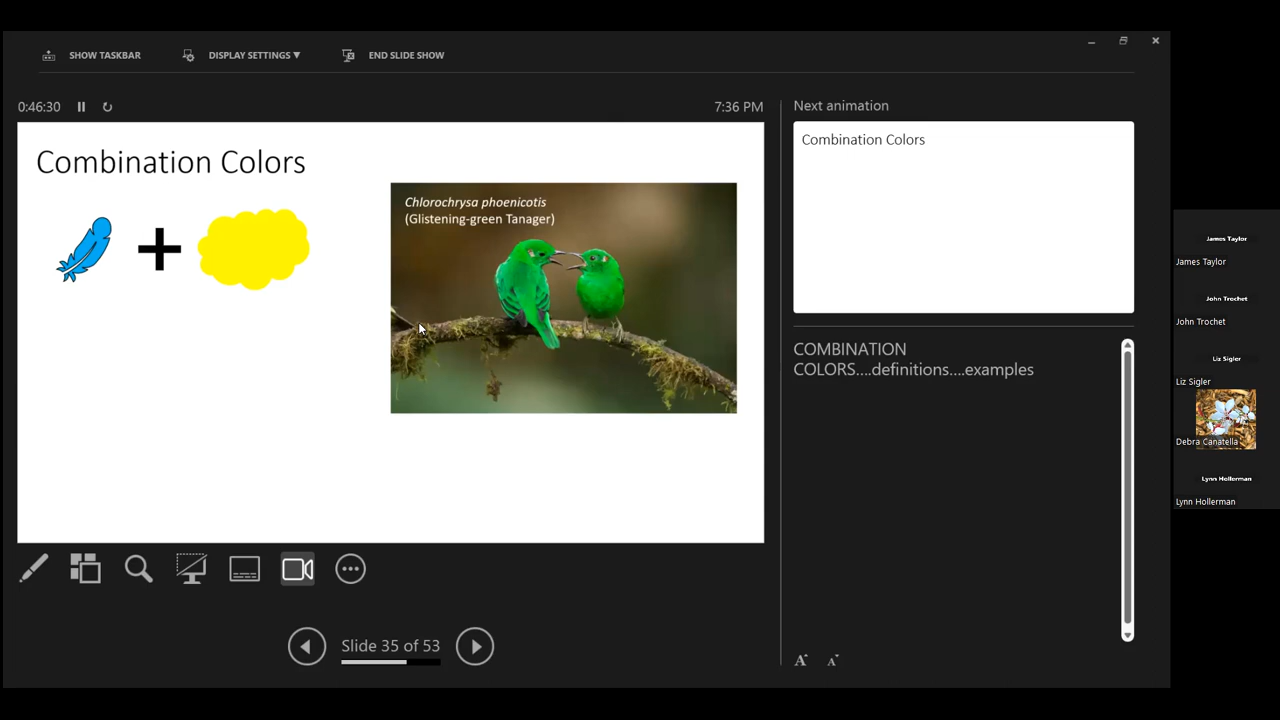 SHOW TASKBAR
DISPLAY SETTINGS ▼
END SLIDE SHOW
0:46:30
7:36 PM
Combination Colors
Chlorochrysa phoenicotis
(Glistening-green Tanager)
Next animation
Combination Colors
COMBINATION
COLORS....definitions....examples
Slide 35 of 53
A
A
James Taylor
James Taylor
John Trochet
John Trochet
Liz Sigler
Liz Sigler
Debra Canatella
Lynn Hollerman
Lynn Hollerman